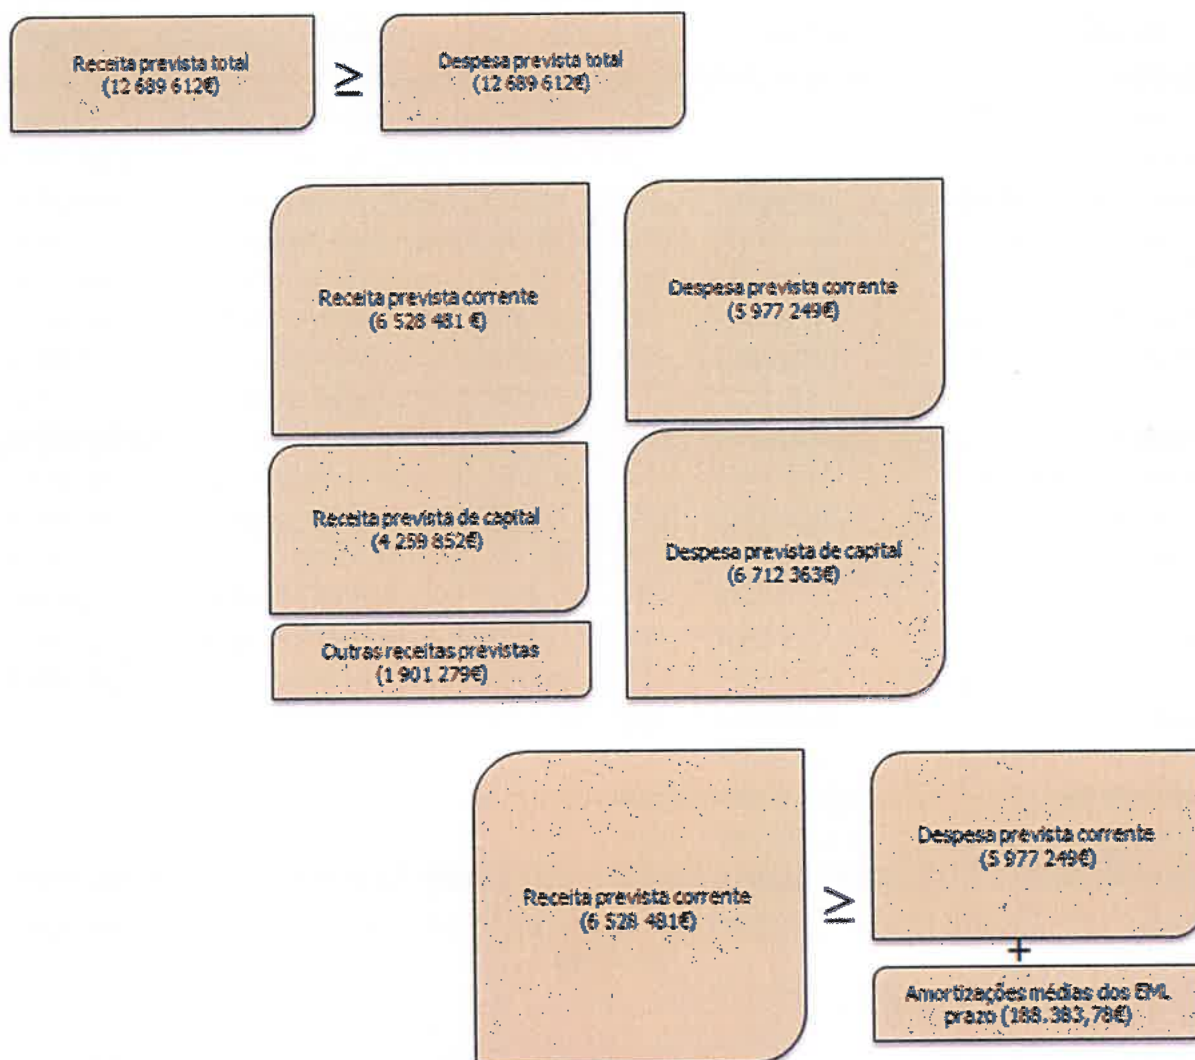 Receita prevista total
(12 689 612€)
≥
Despesa prevista total
(12 689 612€)
Receita prevista corrente
(6 528 481 €)
Despesa prevista corrente
(5 977 249€)
Receita prevista de capital
(4 259 852€)
Despesa prevista de capital
(6 712 363€)
Outras receitas previstas
(1 901 279€)
Receita prevista corrente
(6 528 481€)
≥
Despesa prevista corrente
(5 977 249€)
+
Amortizações médias dos EML
prazo (188.383,78€)